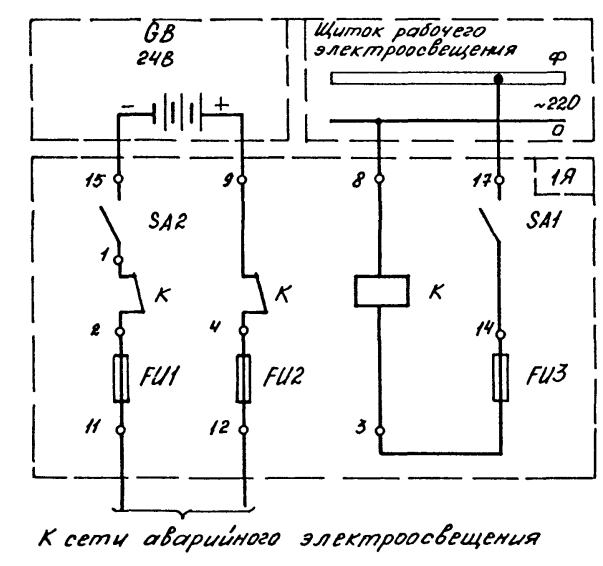 GB
24В
- +
Щиток рабочего
электроосвещения
Ф
~220
0
15 9 8 17 1Я
SA2 SA1
1
K K K
2 4 14
FU1 FU2 FU3
11 12 3
К сети аварийного электроосвещения